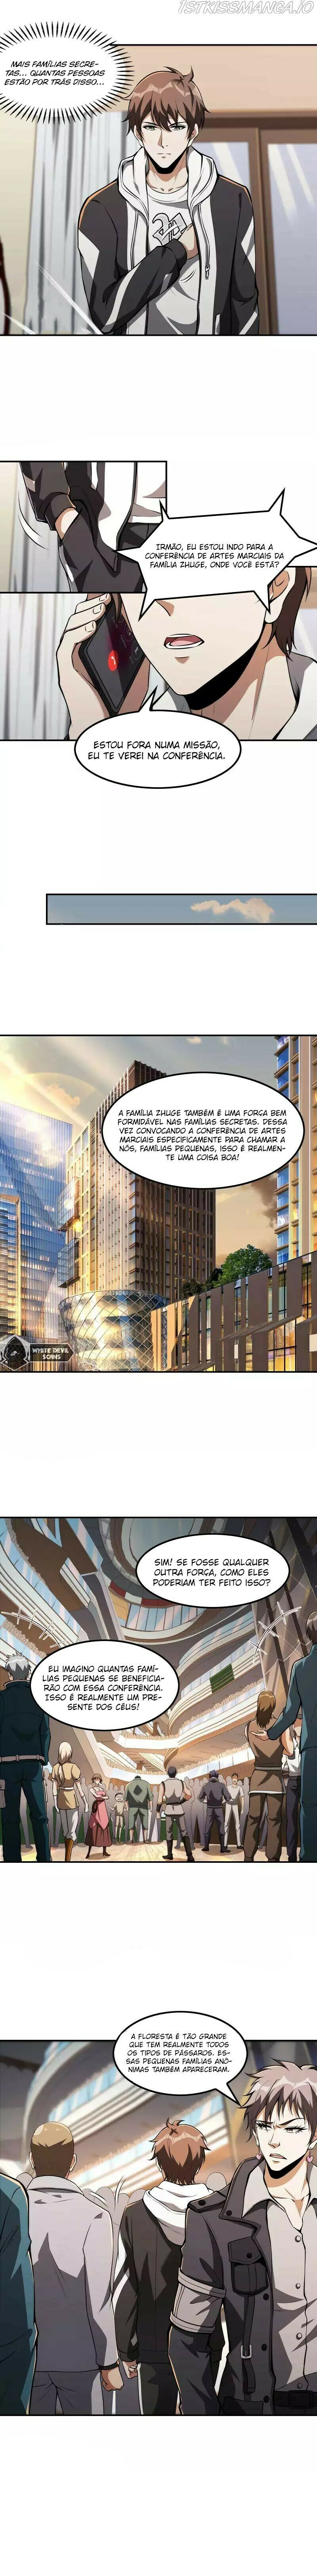 1STKISSMANGA.IO
MAIS FAMÍLIAS SECRE-
TAS... QUANTAS PESSOAS
ESTÃO POR TRÁS DISSO...
21
IRMÃO, EU ESTOU INDO PARA A
CONFERÊNCIA DE ARTES MARCIAIS DA
FAMÍLIA ZHUGE, ONDE VOCÊ ESTÁ?
ESTOU FORA NUMA MISSÃO,
EU TE VEREI NA CONFERÊNCIA.
A FAMÍLIA ZHUGE TAMBÉM É UMA FORÇA BEM
FORMIDÁVEL NAS FAMÍLIAS SECRETAS. DESSA
VEZ CONVOCANDO A CONFERÊNCIA DE ARTES
MARCIAIS ESPECIFICAMENTE PARA CHAMAR A
NÓS, FAMÍLIAS PEQUENAS, ISSO É REALMEN-
TE UMA COISA BOA!
WHITE DEVIL
SCANS
SIM! SE FOSSE QUALQUER
OUTRA FORÇA, COMO ELES
PODERIAM TER FEITO ISSO?
EU IMAGINO QUANTAS FAMÍ-
LIAS PEQUENAS SE BENEFICIA-
RÃO COM ESSA CONFERÊNCIA.
ISSO É REALMENTE UM PRE-
SENTE DOS CÉUS!
A FLORESTA É TÃO GRANDE
QUE TEM REALMENTE TODOS
OS TIPOS DE PÁSSAROS. ES-
SAS PEQUENAS FAMÍLIAS ANÔ-
NIMAS TAMBÉM APARECERAM.